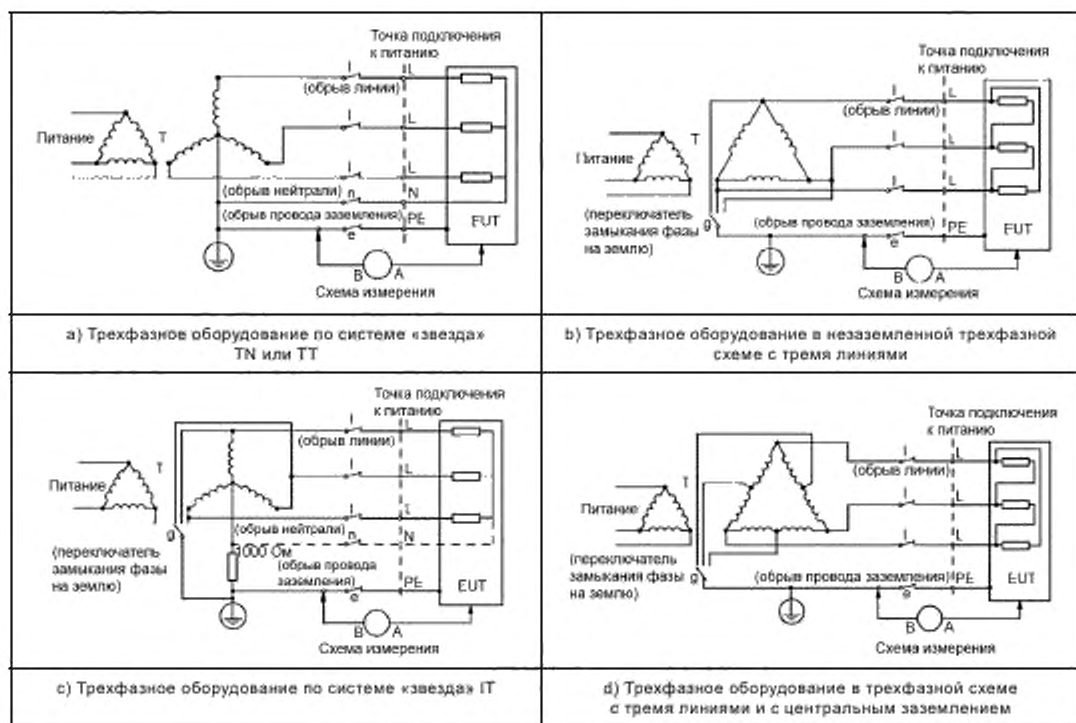 Точка подключения
к питанию
L
(обрыв линии)
Питание
T
L
L
(обрыв нейтрали)
n
N
(обрыв провода заземления)
PE
e
EUT
B
A
Схема измерения
a) Трехфазное оборудование по системе «звезда»
TN или TT
Точка подключения
к питанию
L
(обрыв линии)
T
L
Питание
L
(переключатель
замыкания фазы
на землю)
g
(обрыв провода заземления)
e
PE
EUT
B
A
Схема измерения
b) Трехфазное оборудование в незаземленной трехфазной
схеме с тремя линиями
Точка подключения
к питанию
l
L
(обрыв линии)
T
l
L
Питание
l
g
(обрыв нейтрали)
n
N
1000 Ом
(переключатель
замыкания фазы
на землю)
(обрыв провода
заземления)
e
PE
EUT
B
A
Схема измерения
c) Трехфазное оборудование по системе «звезда» IT
Точка подключения
к питанию
l
L
(обрыв линии)
T
Питание
l
L
l
L
(переключатель
замыкания фазы
на землю)
g
(обрыв провода заземления)
e
PE
EUT
B
A
Схема измерения
d) Трехфазное оборудование в трехфазной схеме
с тремя линиями и с центральным заземлением